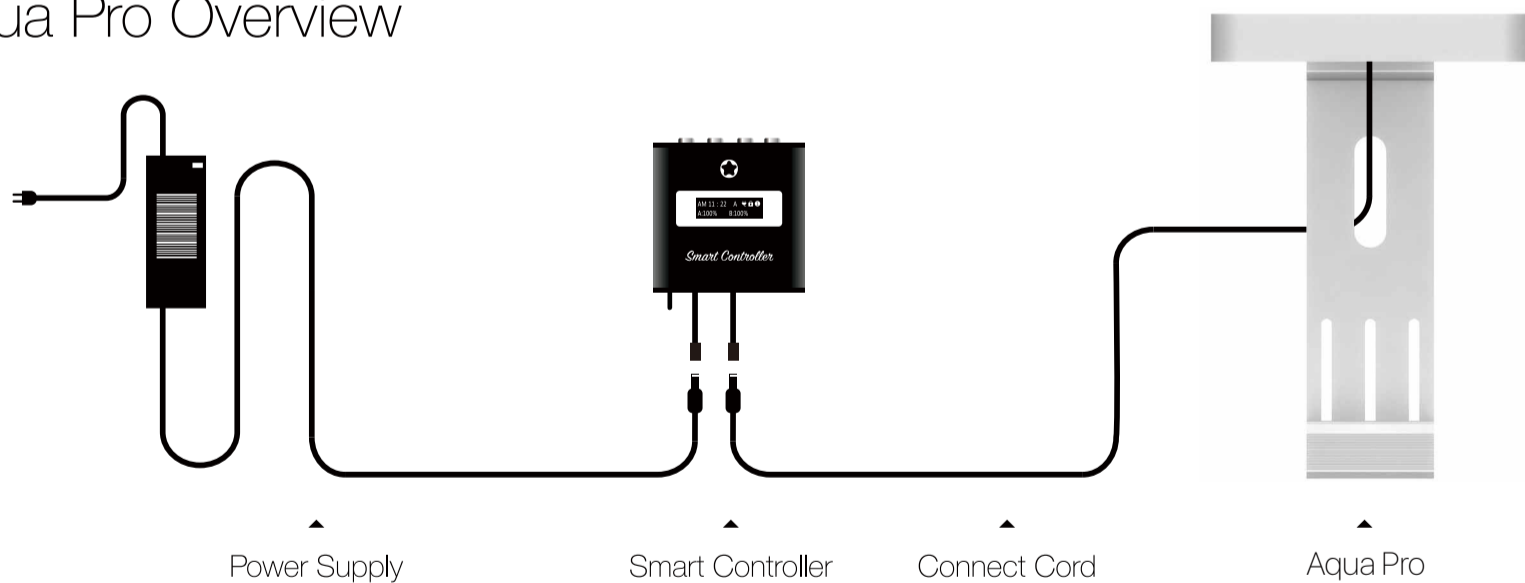 ua Pro Overview
AM 11 : 22 A
A:100% B:100%
Smart Controller
Power Supply
Smart Controller
Connect Cord
Aqua Pro